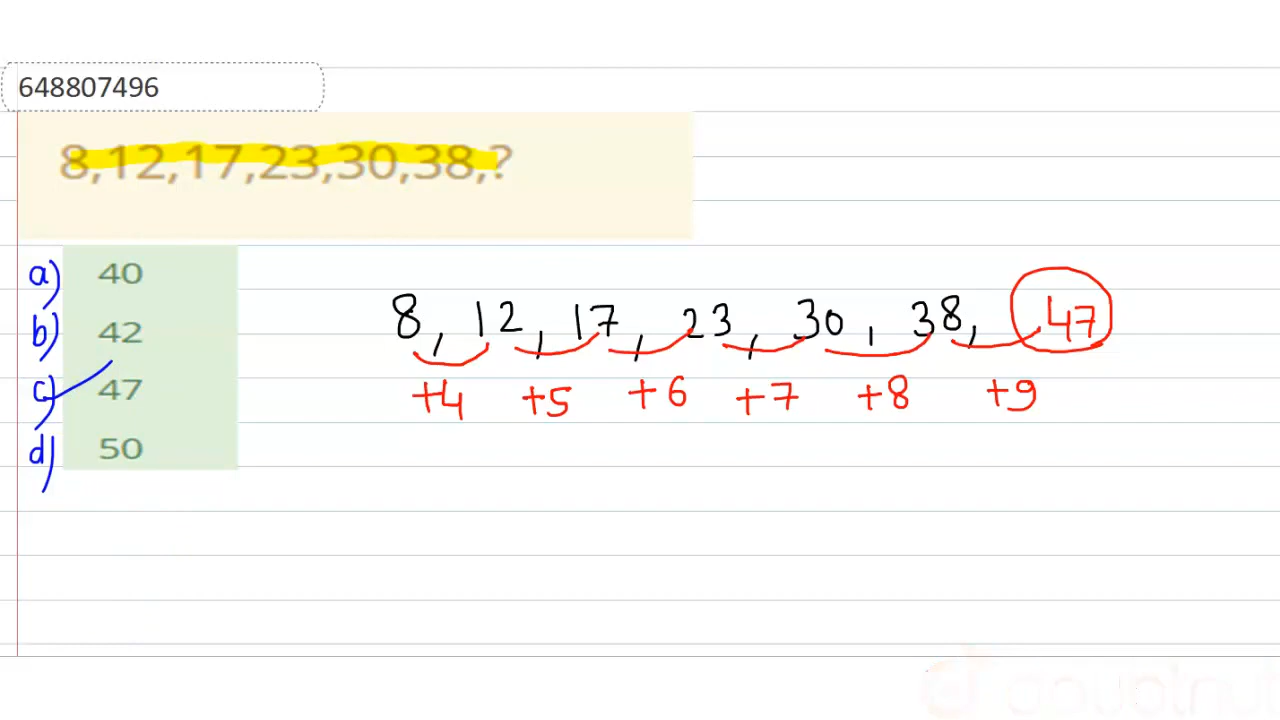 648807496
8,12,17,23,30,38,?
a) 40
b) 42
c) 47
d) 50
8, 12, 17, 23, 30, 38, 47
+4 +5 +6 +7 +8 +9
doubtnut